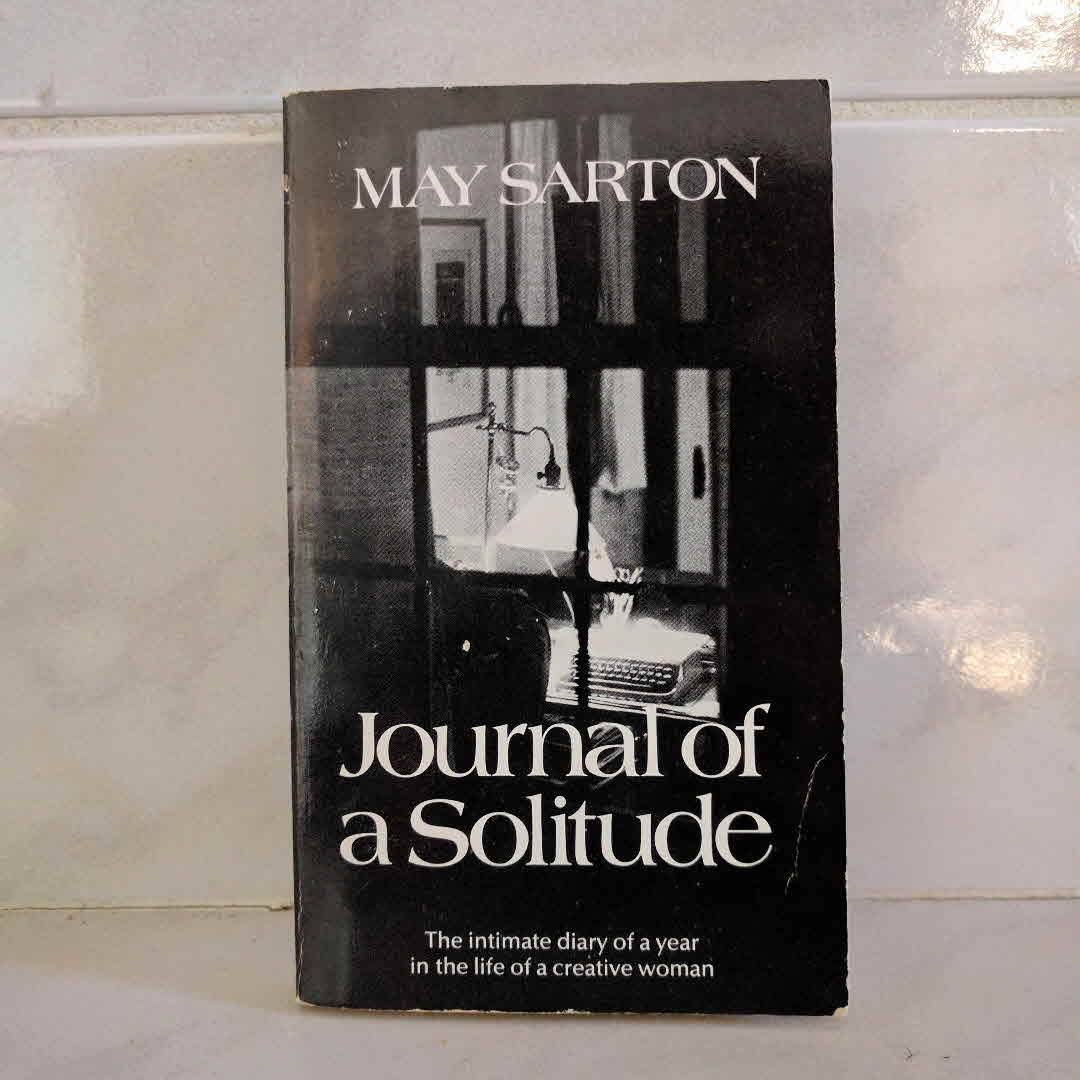 MAY SARTON
Journal of
a Solitude
The intimate diary of a year
in the life of a creative woman